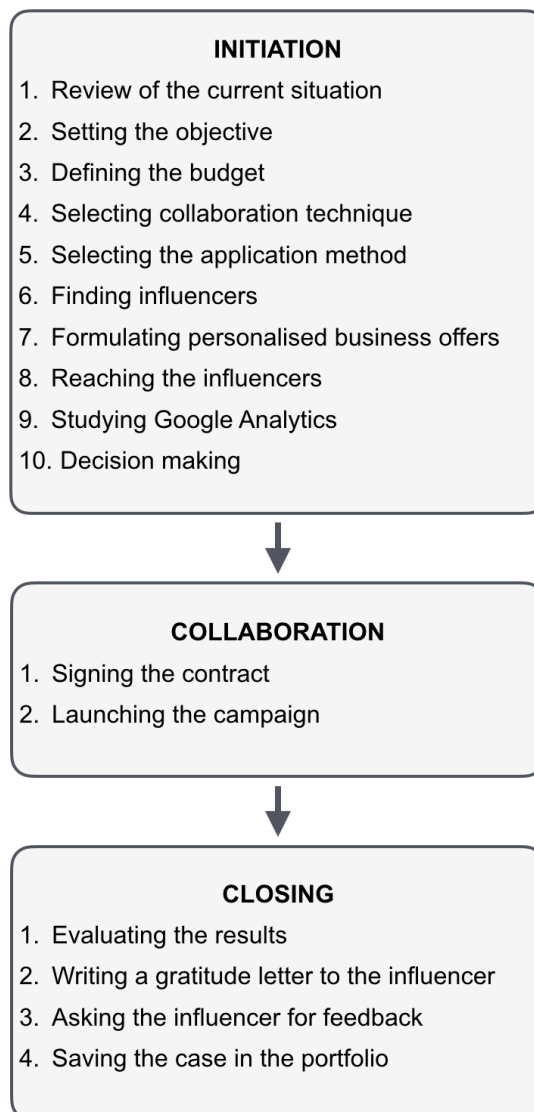 INITIATION
1. Review of the current situation
2. Setting the objective
3. Defining the budget
4. Selecting collaboration technique
5. Selecting the application method
6. Finding influencers
7. Formulating personalised business offers
8. Reaching the influencers
9. Studying Google Analytics
10. Decision making
COLLABORATION
1. Signing the contract
2. Launching the campaign
CLOSING
1. Evaluating the results
2. Writing a gratitude letter to the influencer
3. Asking the influencer for feedback
4. Saving the case in the portfolio